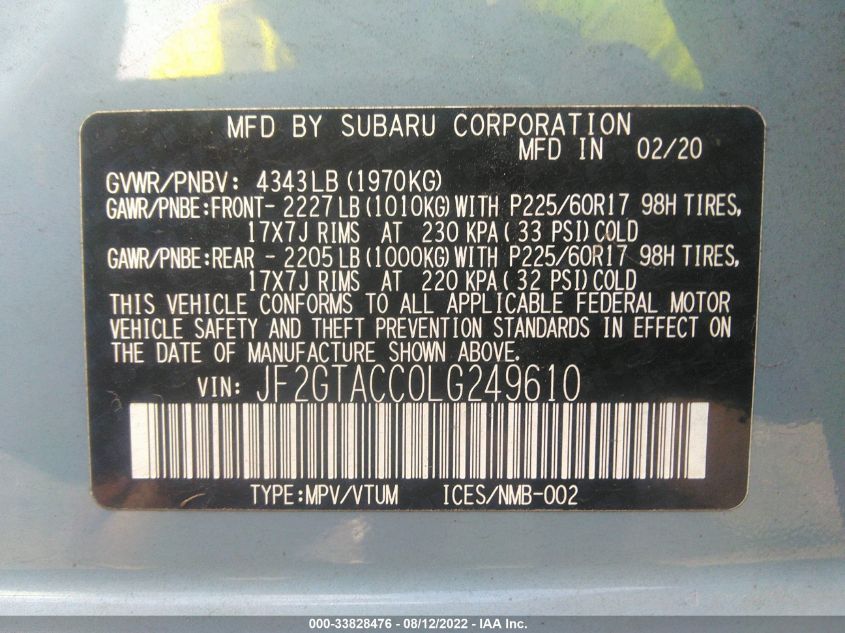 MFD BY SUBARU CORPORATION
MFD IN 02/20
GVWR/PNBV: 4343LB (1970KG)
GAWR/PNBE:FRONT- 2227LB(1010KG)WITH P225/60R17 98H TIRES,
17X7J RIMS AT 230 KPA( 33 PSI)COLD
GAWR/PNBE:REAR - 2205LB(1000KG)WITH P225/60R17 98H TIRES,
17X7J RIMS AT 220 KPA( 32 PSI)COLD
THIS VEHICLE CONFORMS TO ALL APPLICABLE FEDERAL MOTOR
VEHICLE SAFETY AND THEFT PREVENTION STANDARDS IN EFFECT ON
THE DATE OF MANUFACTURE SHOWN ABOVE.
VIN: JF2GTACC0LG249610
TYPE:MPV/VTUM ICES/NMB-002
000-33828476 - 08/12/2022 - IAA Inc.